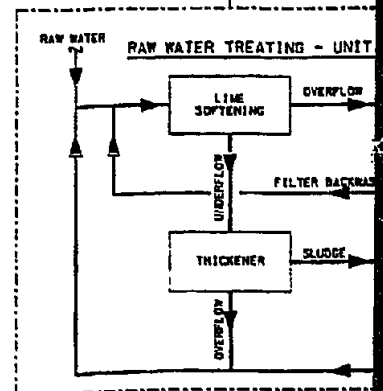 RAW WATER
RAW WATER TREATING - UNIT
LIME
SOFTENING
OVERFLOW
UNDERFLOW
FILTER BACKWAS
THICKENER
SLUDGE
OVERFLOW